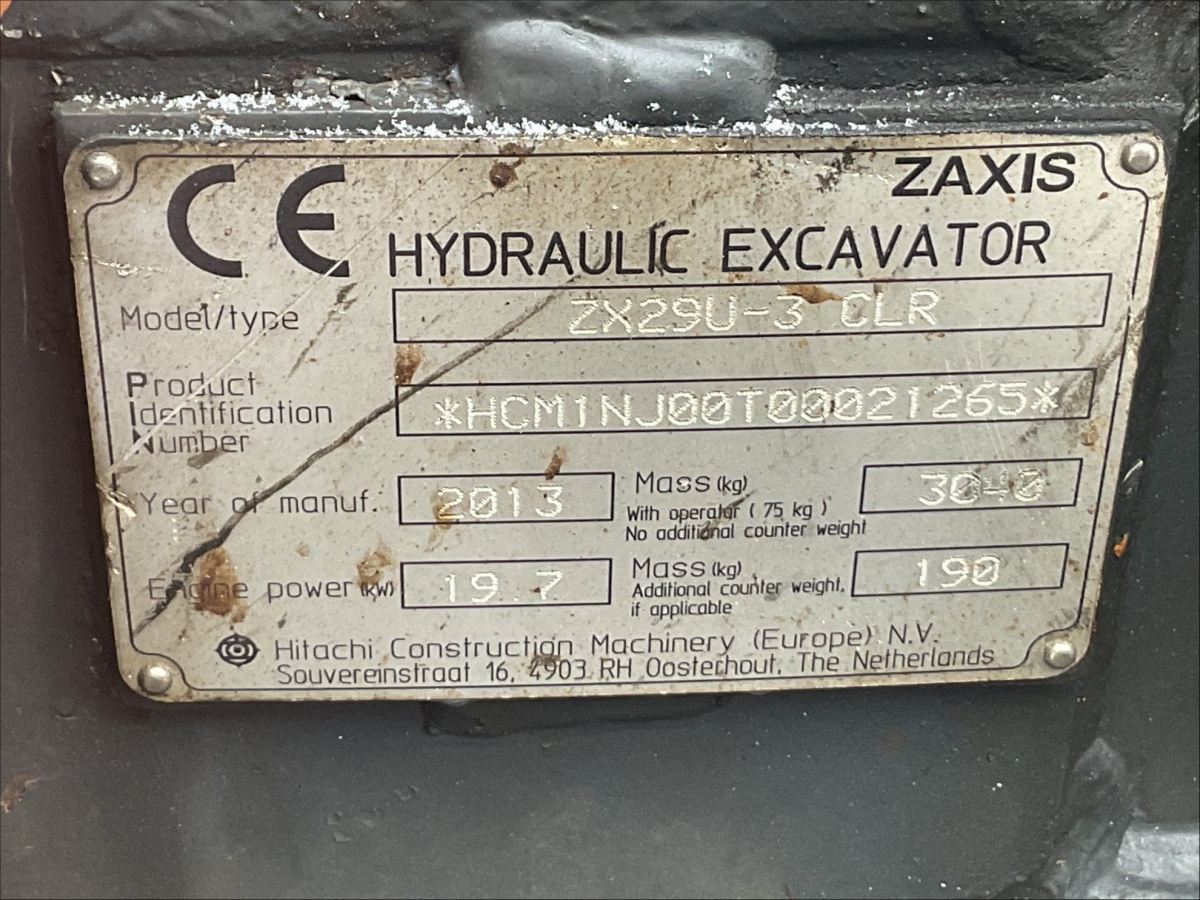 CE
ZAXIS
HYDRAULIC EXCAVATOR
Model/type ZX29U-3 CLR
Product
Identification
Number
*HCM1NJ00T00021265*
Year of manuf. 2013
Mass (kg) 3040
With operator ( 75 kg )
No additional counter weight
Engine power (kW) 19.7
Mass (kg) 190
Additional counter weight,
if applicable
Hitachi Construction Machinery (Europe) N.V.
Souvereinstraat 16, 4903 RH Oosterhout, The Netherlands